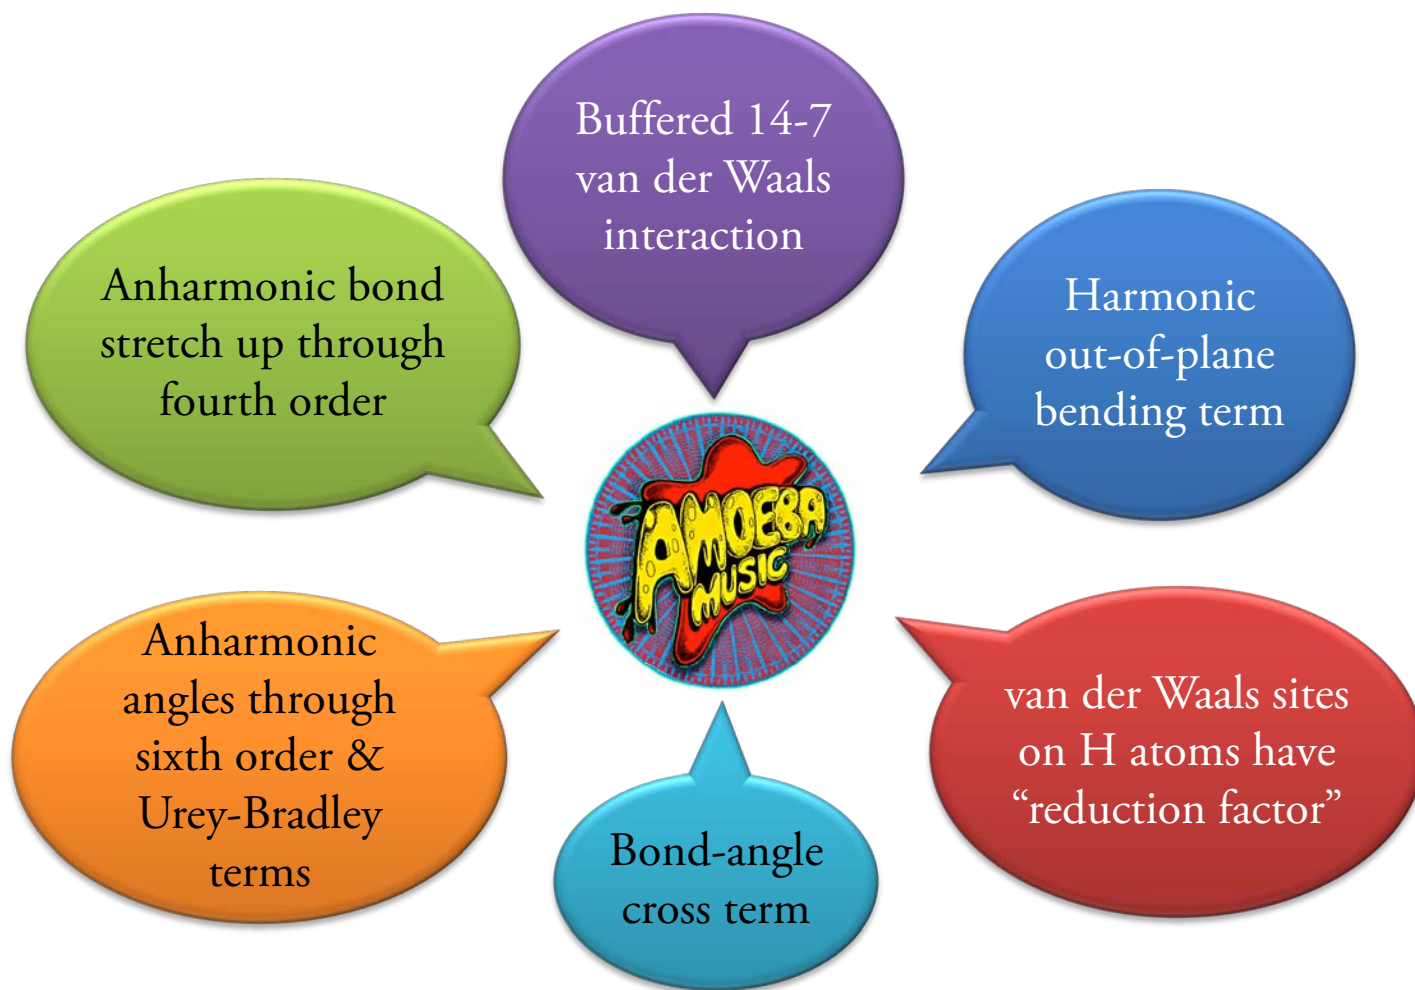 Buffered 14-7
van der Waals
interaction
Anharmonic bond
stretch up through
fourth order
Harmonic
out-of-plane
bending term
AMOEBA
MUSIC
Anharmonic
angles through
sixth order &
Urey-Bradley
terms
van der Waals sites
on H atoms have
“reduction factor”
Bond-angle
cross term